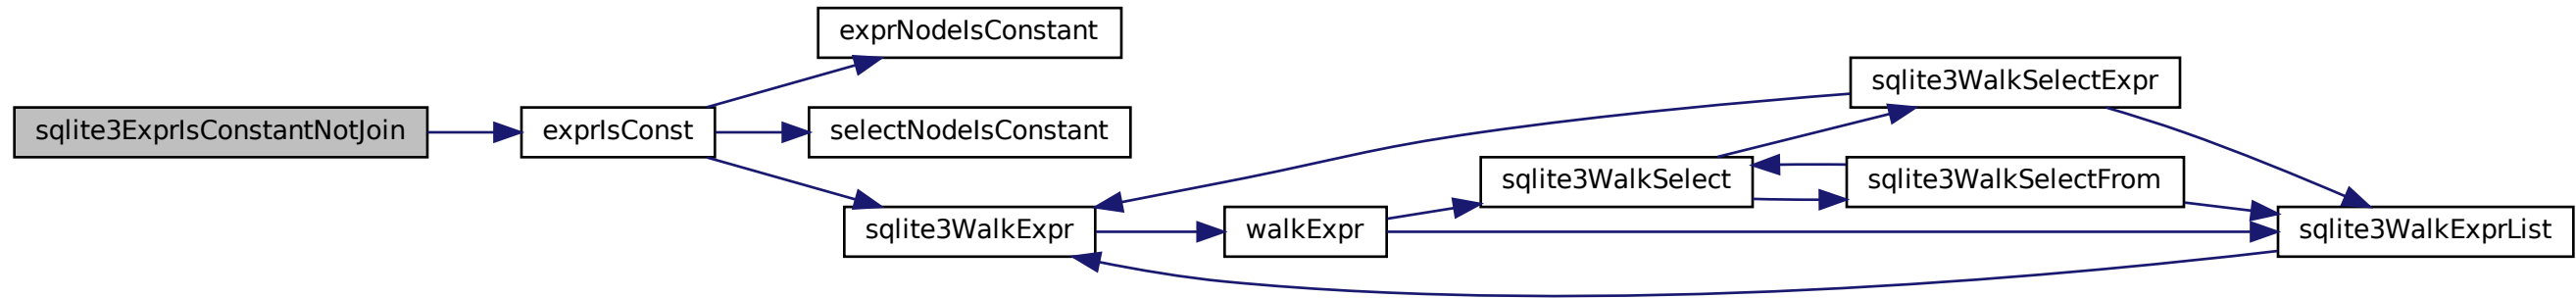 exprNodeIsConstant
sqlite3WalkSelectExpr
sqlite3ExprIsConstantNotJoin
exprIsConst
selectNodeIsConstant
sqlite3WalkSelect
sqlite3WalkSelectFrom
sqlite3WalkExpr
walkExpr
sqlite3WalkExprList